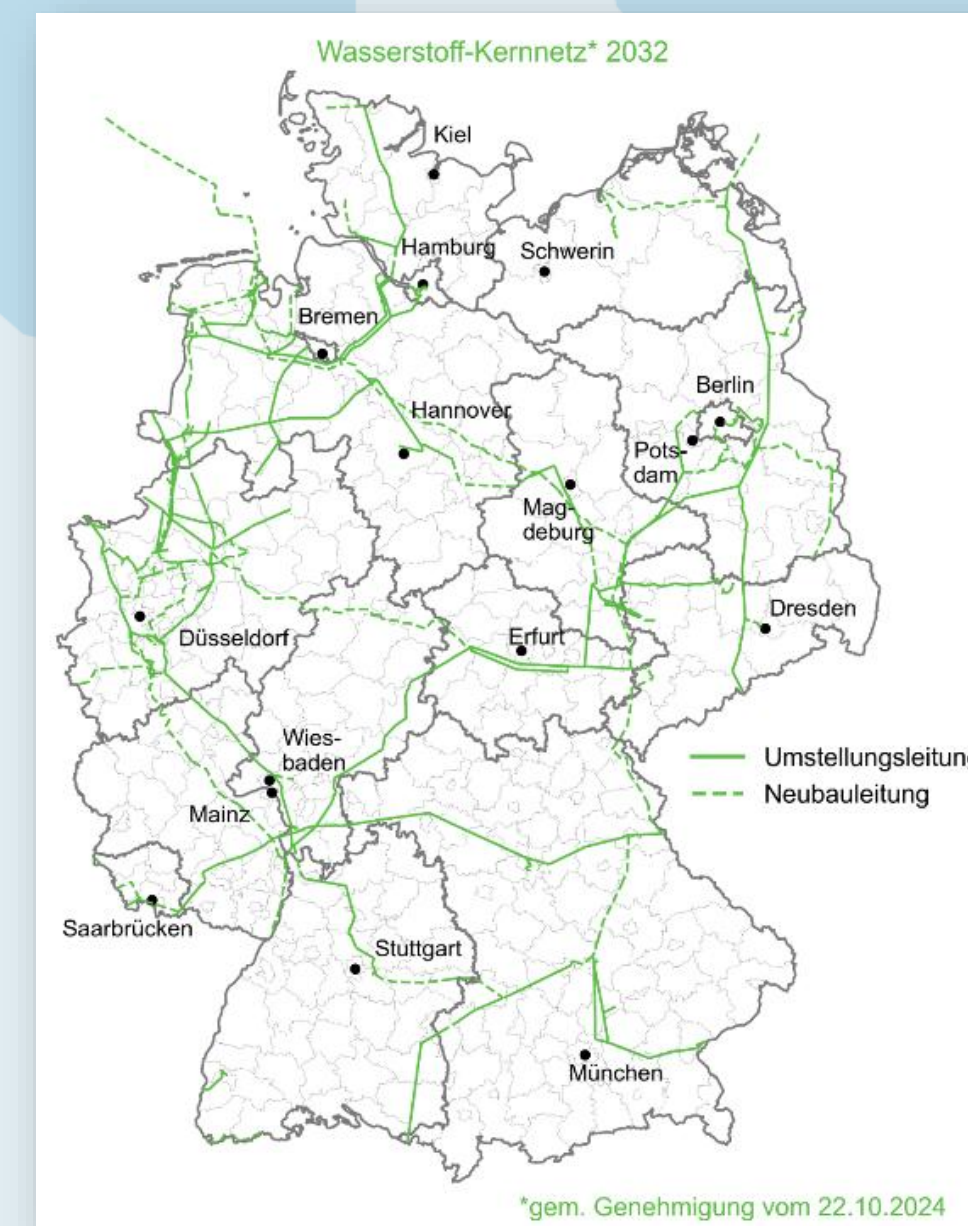 Wasserstoff-Kernnetz* 2032
Kiel
Hamburg
Schwerin
Bremen
Berlin
Hannover
Pots-
dam
Mag-
deburg
Dresden
Düsseldorf
Erfurt
Wies-
baden
Umstellungsleitung
Neubauleitung
Mainz
Saarbrücken
Stuttgart
München
*gem. Genehmigung vom 22.10.2024